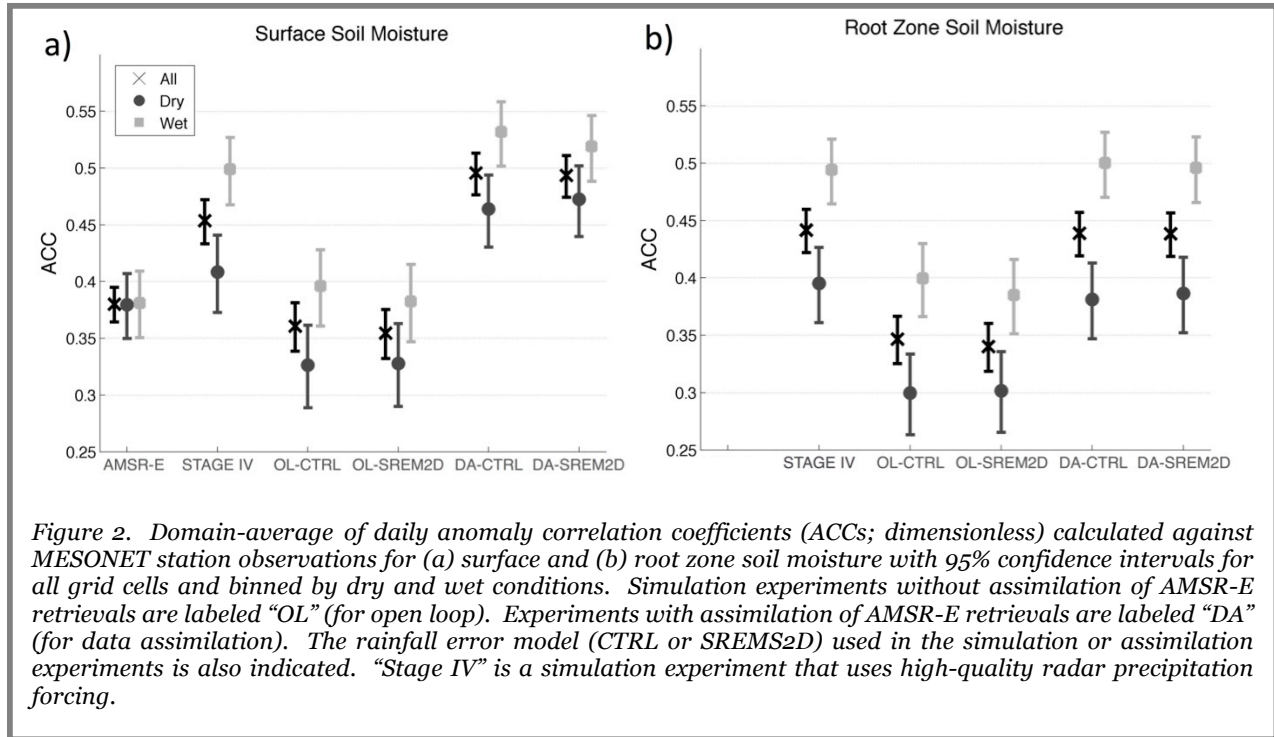 a)
Surface Soil Moisture
All
Dry
Wet
ACC
0.55
0.5
0.45
0.4
0.35
0.3
0.25
AMSR-E STAGE IV OL-CTRL OL-SREM2D DA-CTRL DA-SREM2D
b)
Root Zone Soil Moisture
ACC
0.55
0.5
0.45
0.4
0.35
0.3
0.25
STAGE IV OL-CTRL OL-SREM2D DA-CTRL DA-SREM2D
Figure 2. Domain-average of daily anomaly correlation coefficients (ACCs; dimensionless) calculated against
MESONET station observations for (a) surface and (b) root zone soil moisture with 95% confidence intervals for
all grid cells and binned by dry and wet conditions. Simulation experiments without assimilation of AMSR-E
retrievals are labeled “OL” (for open loop). Experiments with assimilation of AMSR-E retrievals are labeled “DA”
(for data assimilation). The rainfall error model (CTRL or SREMS2D) used in the simulation or assimilation
experiments is also indicated. “Stage IV” is a simulation experiment that uses high-quality radar precipitation
forcing.